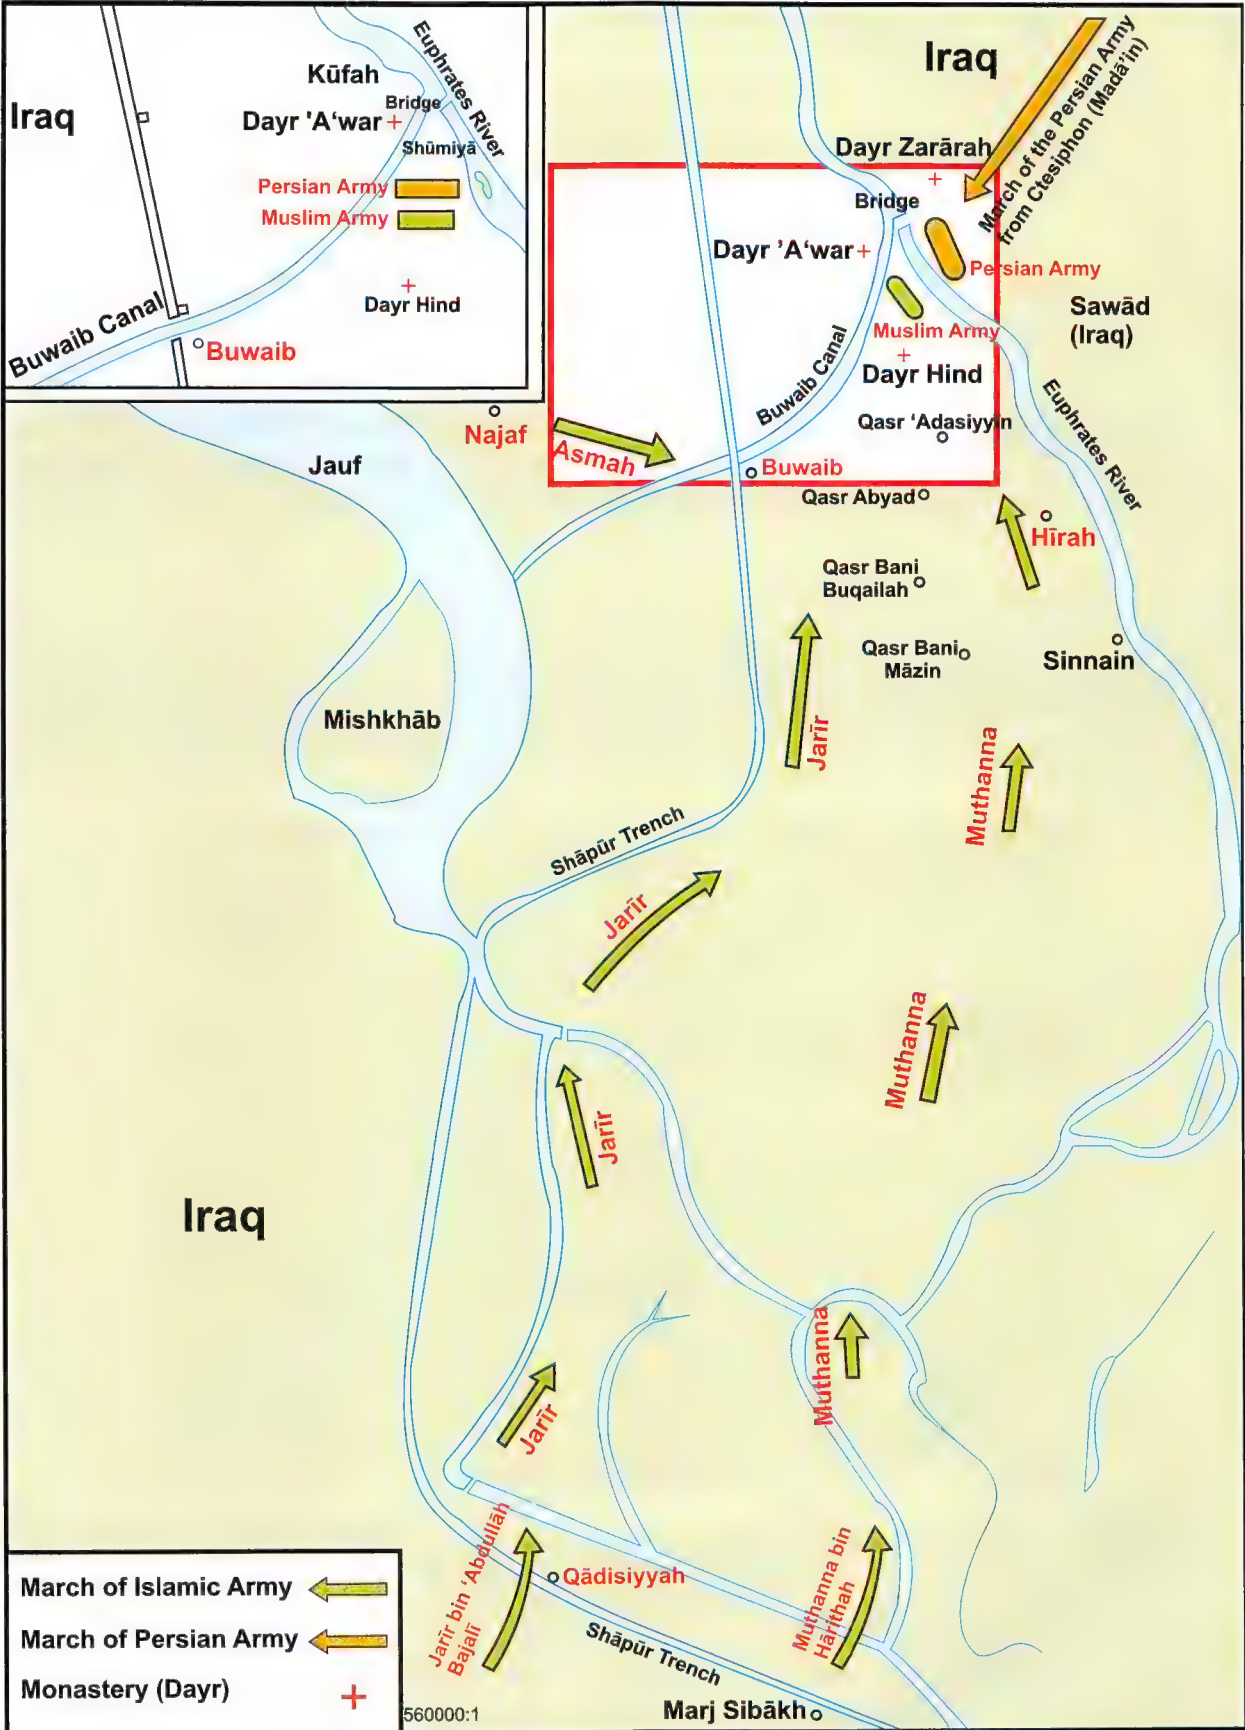 Iraq
Kūfah
Euphrates River
Bridge
Dayr 'A‘war
Shūmiyā
Persian Army
Muslim Army
Dayr Hind
Buwaib Canal
Buwaib
Iraq
March of the Persian Army
from Ctesiphon (Madā'in)
Dayr Zarārah
Bridge
Dayr ’A‘war
Persian Army
Sawād
(Iraq)
Muslim Army
Dayr Hind
Buwaib Canal
Euphrates River
Qasr ‘Adasiyyin
Najaf
Asmah
Jauf
Buwaib
Qasr Abyad
Hīrah
Qasr Bani
Buqailah
Qasr Bani
Māzin
Sinnain
Mishkhāb
Jarīr
Muthanna
Shāpūr Trench
Jarīr
Muthanna
Jarīr
Iraq
Muthanna
Jarīr
Jarīr bin ‘Abdullāh
Bajalī
Qādisiyyah
Muthanna bin
Hārithah
Shāpūr Trench
Marj Sibākh
March of Islamic Army
March of Persian Army
Monastery (Dayr)
560000:1